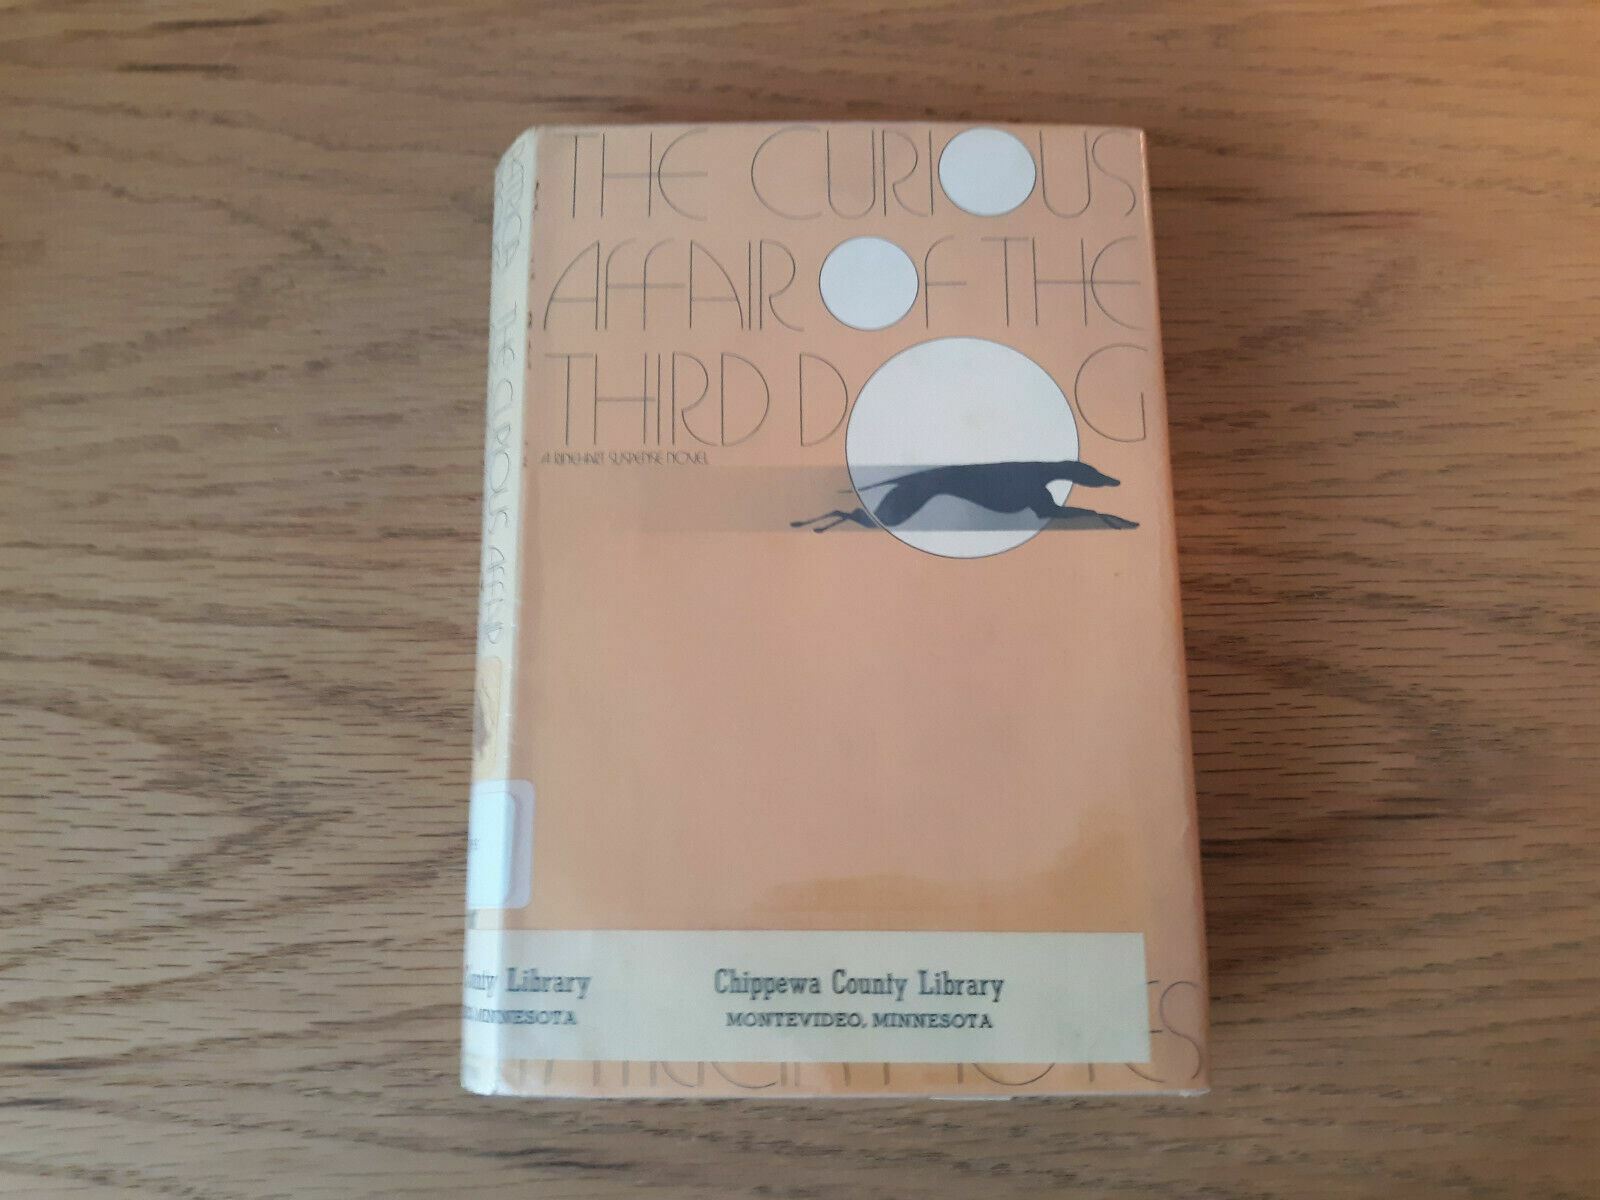 THE CURIOUS
AFFAIR OF THE
THIRD DOG
A RINEHART SUSPENSE NOVEL
THE CURIOUS AFFAIR
County Library
MINNESOTA
Chippewa County Library
MONTEVIDEO, MINNESOTA